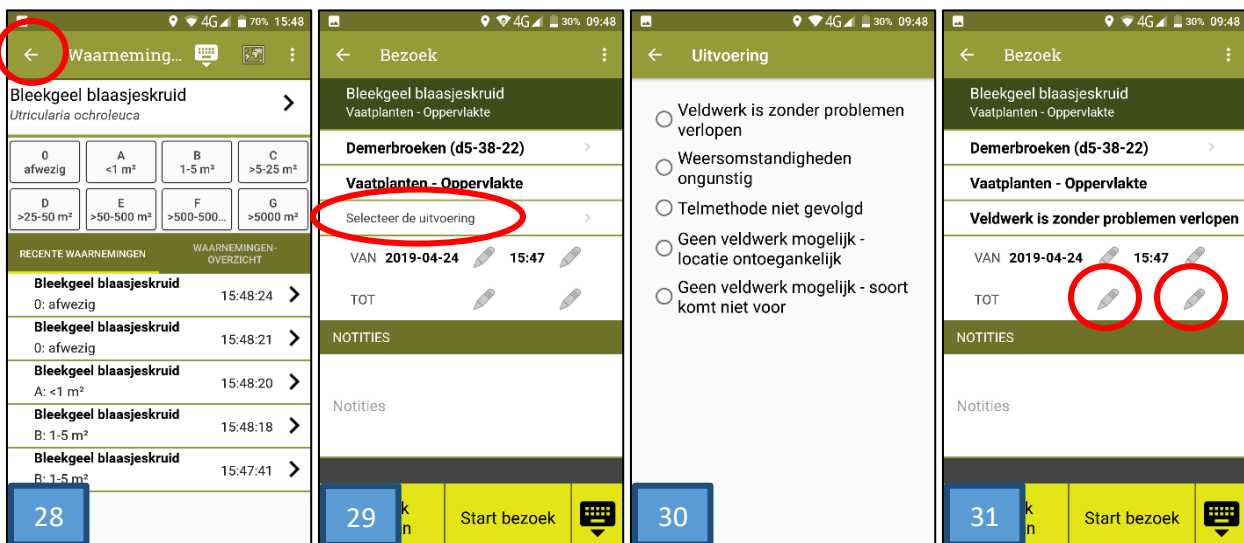 4G 70% 15:48
Waarneming...
Bleekgeel blaasjeskruid
Utricularia ochroleuca
0
afwezig
A
<1 m²
B
1-5 m²
C
>5-25 m²
D
>25-50 m²
E
>50-500 m²
F
>500-500...
G
>5000 m²
RECENTE WAARNEMINGEN
WAARNEMINGEN-
OVERZICHT
Bleekgeel blaasjeskruid
0: afwezig
15:48:24
Bleekgeel blaasjeskruid
0: afwezig
15:48:21
Bleekgeel blaasjeskruid
A: <1 m²
15:48:20
Bleekgeel blaasjeskruid
B: 1-5 m²
15:48:18
Bleekgeel blaasjeskruid
B: 1-5 m²
15:47:41
28
4G 30% 09:48
Bezoek
Bleekgeel blaasjeskruid
Vaatplanten - Oppervlakte
Demerbroeken (d5-38-22)
Vaatplanten - Oppervlakte
Selecteer de uitvoering
VAN 2019-04-24 15:47
TOT
NOTITIES
Notities
29
k
n
Start bezoek
4G 30% 09:48
Uitvoering
Veldwerk is zonder problemen
verlopen
Weersomstandigheden
ongunstig
Telmethode niet gevolgd
Geen veldwerk mogelijk -
locatie ontoegankelijk
Geen veldwerk mogelijk - soort
komt niet voor
30
4G 30% 09:48
Bezoek
Bleekgeel blaasjeskruid
Vaatplanten - Oppervlakte
Demerbroeken (d5-38-22)
Vaatplanten - Oppervlakte
Veldwerk is zonder problemen verlopen
VAN 2019-04-24 15:47
TOT
NOTITIES
Notities
31
k
n
Start bezoek